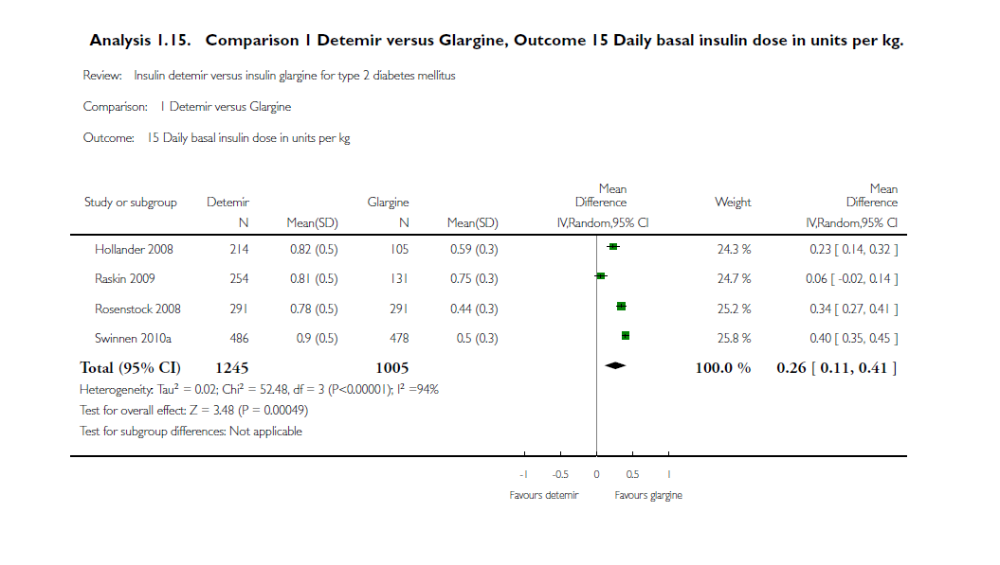 Analysis 1.15. Comparison 1 Detemir versus Glargine, Outcome 15 Daily basal insulin dose in units per kg.
Review: Insulin detemir versus insulin glargine for type 2 diabetes mellitus
Comparison: 1 Detemir versus Glargine
Outcome: 15 Daily basal insulin dose in units per kg
Mean Mean
Study or subgroup Detemir Glargine Difference Weight Difference
N Mean(SD) N Mean(SD) IV,Random,95% CI IV,Random,95% CI
Hollander 2008 214 0.82 (0.5) 105 0.59 (0.3) 24.3 % 0.23 [ 0.14, 0.32 ]
Raskin 2009 254 0.81 (0.5) 131 0.75 (0.3) 24.7 % 0.06 [ -0.02, 0.14 ]
Rosenstock 2008 291 0.78 (0.5) 291 0.44 (0.3) 25.2 % 0.34 [ 0.27, 0.41 ]
Swinnen 2010a 486 0.9 (0.5) 478 0.5 (0.3) 25.8 % 0.40 [ 0.35, 0.45 ]
Total (95% CI) 1245 1005 100.0 % 0.26 [ 0.11, 0.41 ]
Heterogeneity: Tau² = 0.02; Chi² = 52.48, df = 3 (P<0.00001); I² =94%
Test for overall effect: Z = 3.48 (P = 0.00049)
Test for subgroup differences: Not applicable
-1 -0.5 0 0.5 1
Favours detemir Favours glargine